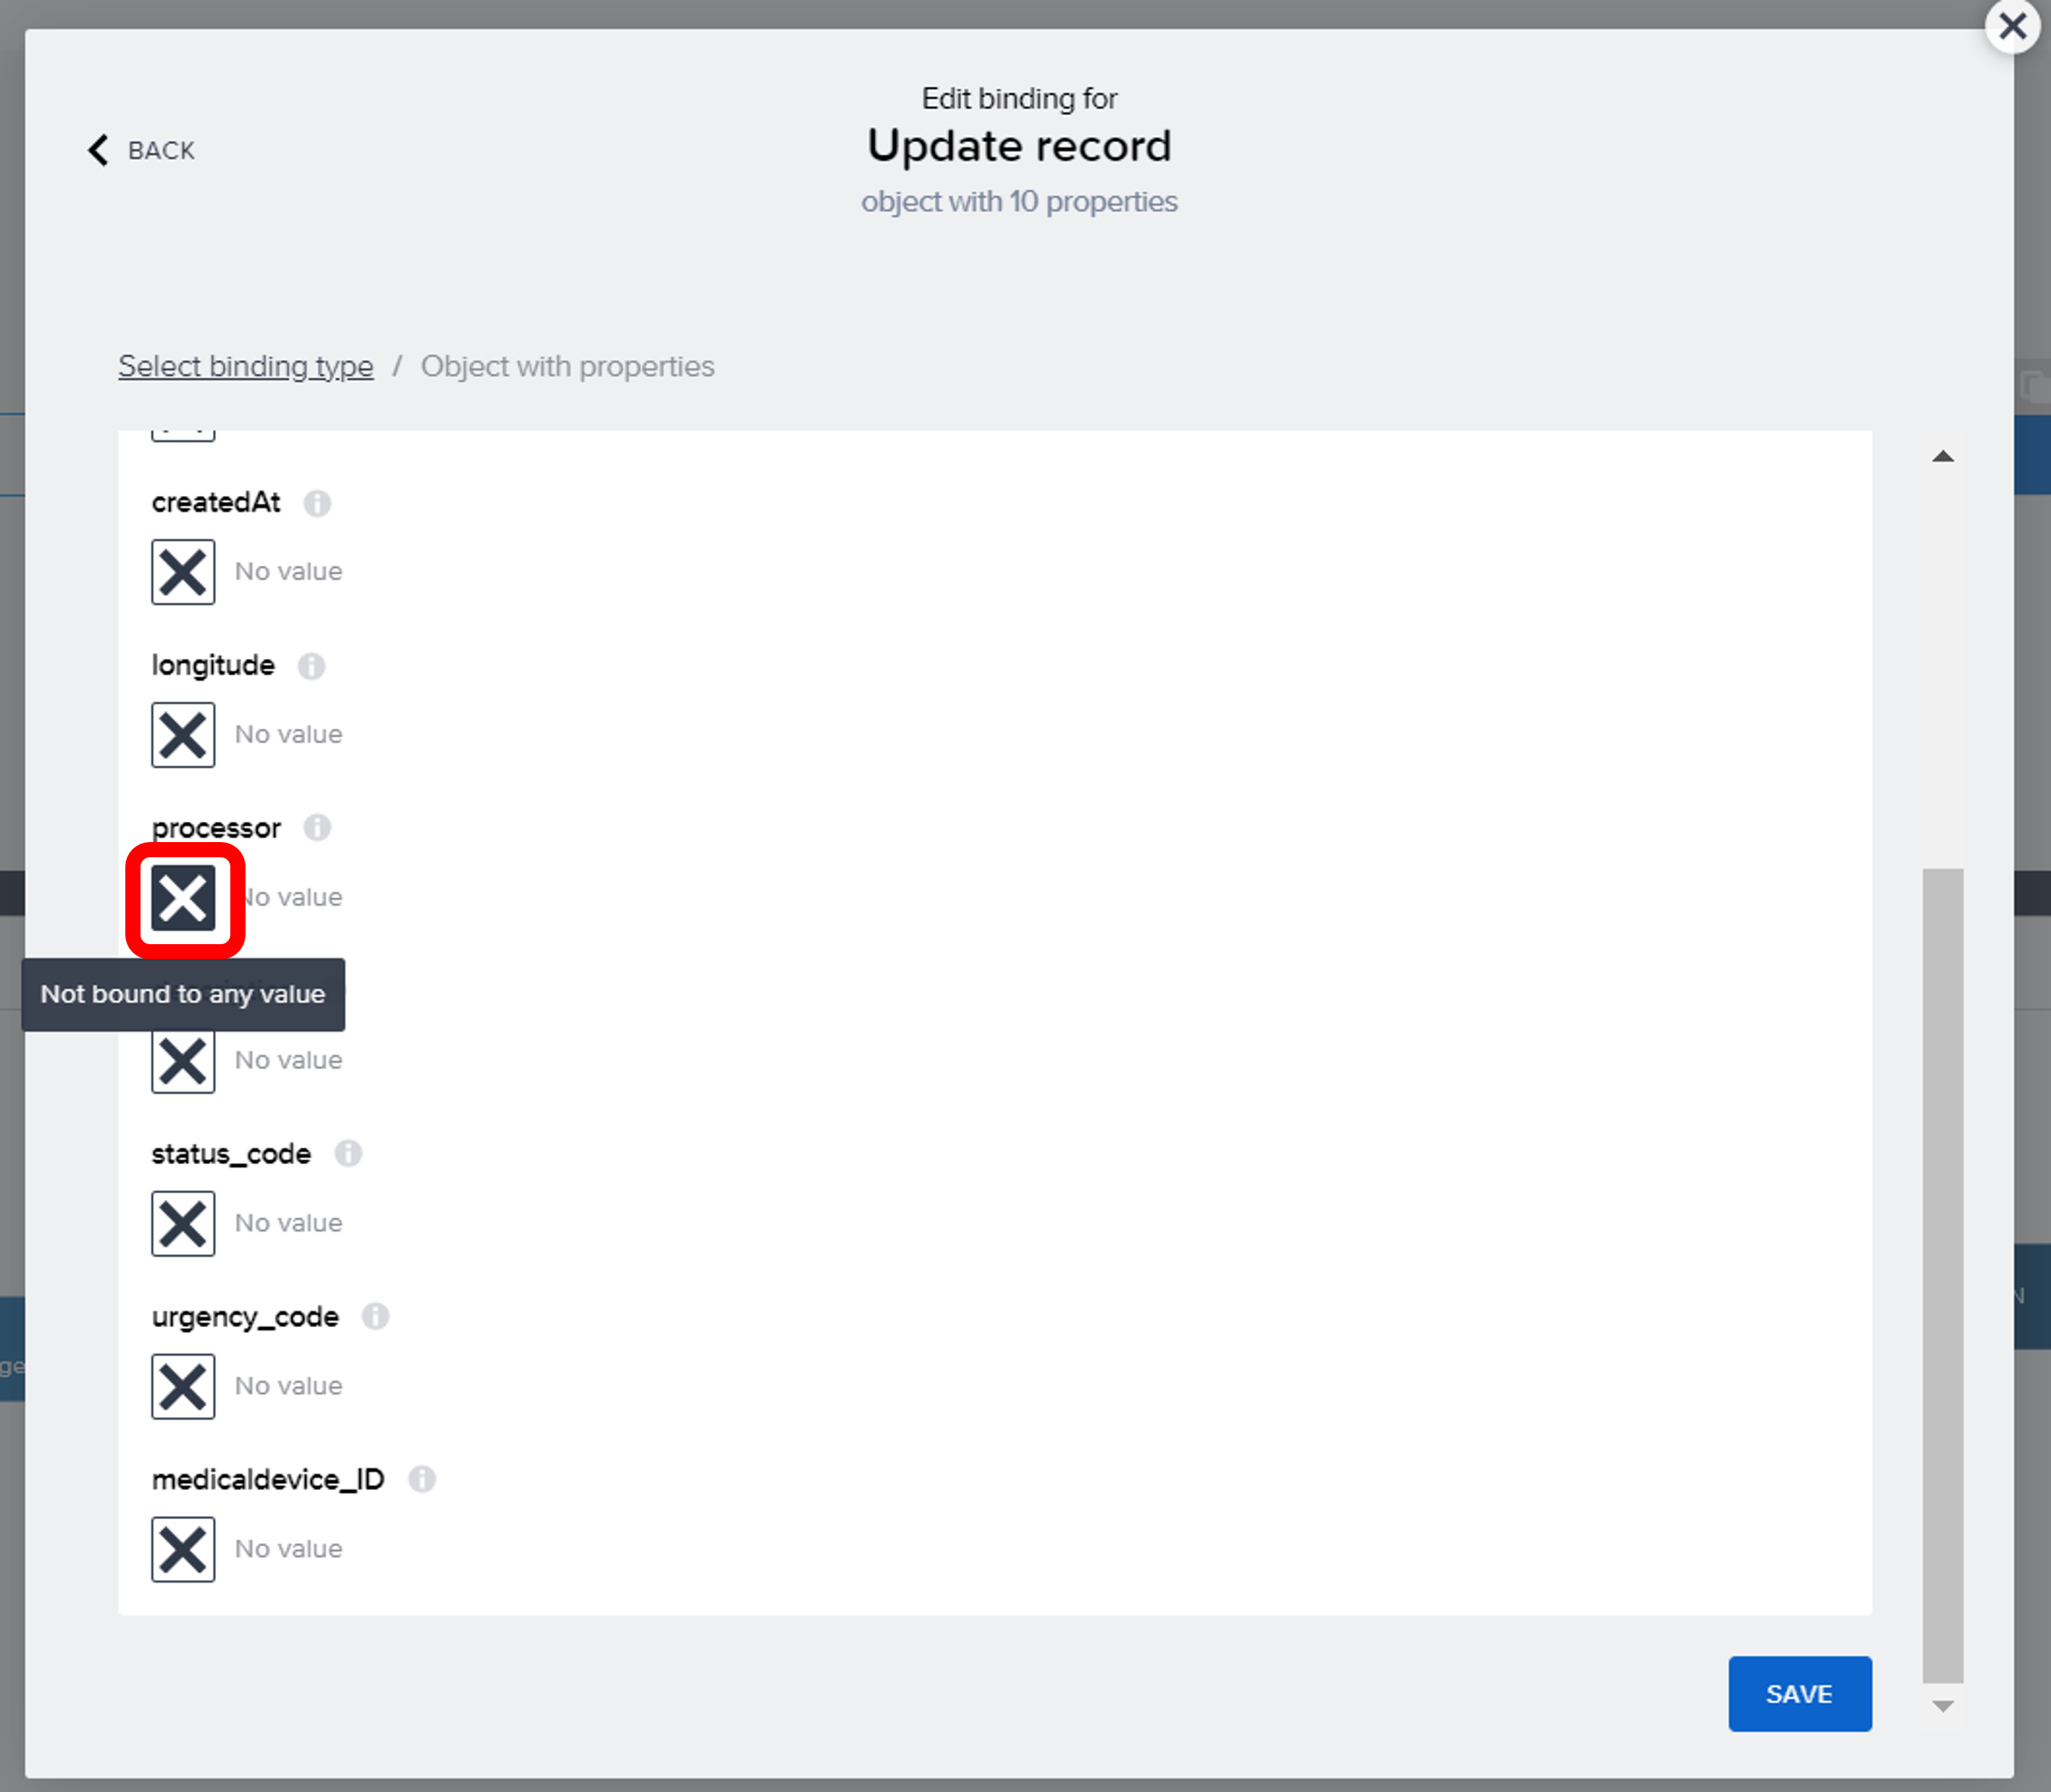 Edit binding for
BACK
Update record
object with 10 properties
Select binding type / Object with properties
createdAt
No value
longitude
No value
processor
No value
Not bound to any value
No value
status_code
No value
urgency_code
No value
medicaldevice_ID
No value
SAVE